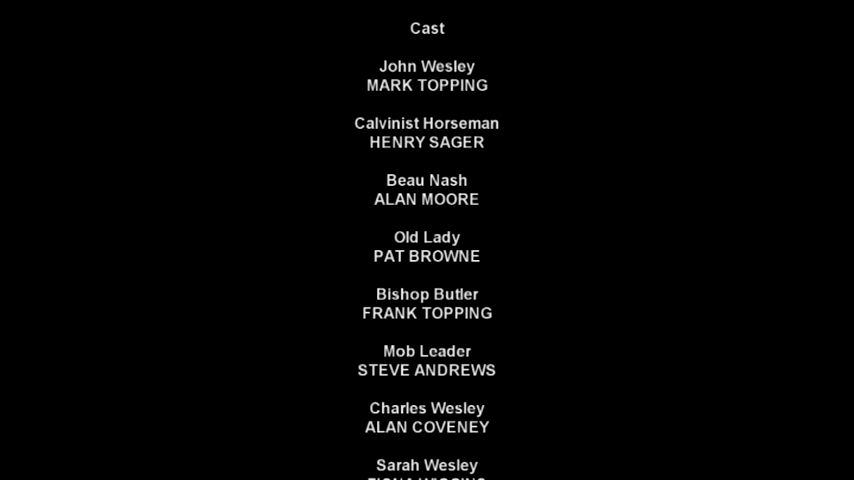 Cast
John Wesley
MARK TOPPING
Calvinist Horseman
HENRY SAGER
Beau Nash
ALAN MOORE
Old Lady
PAT BROWNE
Bishop Butler
FRANK TOPPING
Mob Leader
STEVE ANDREWS
Charles Wesley
ALAN COVENEY
Sarah Wesley